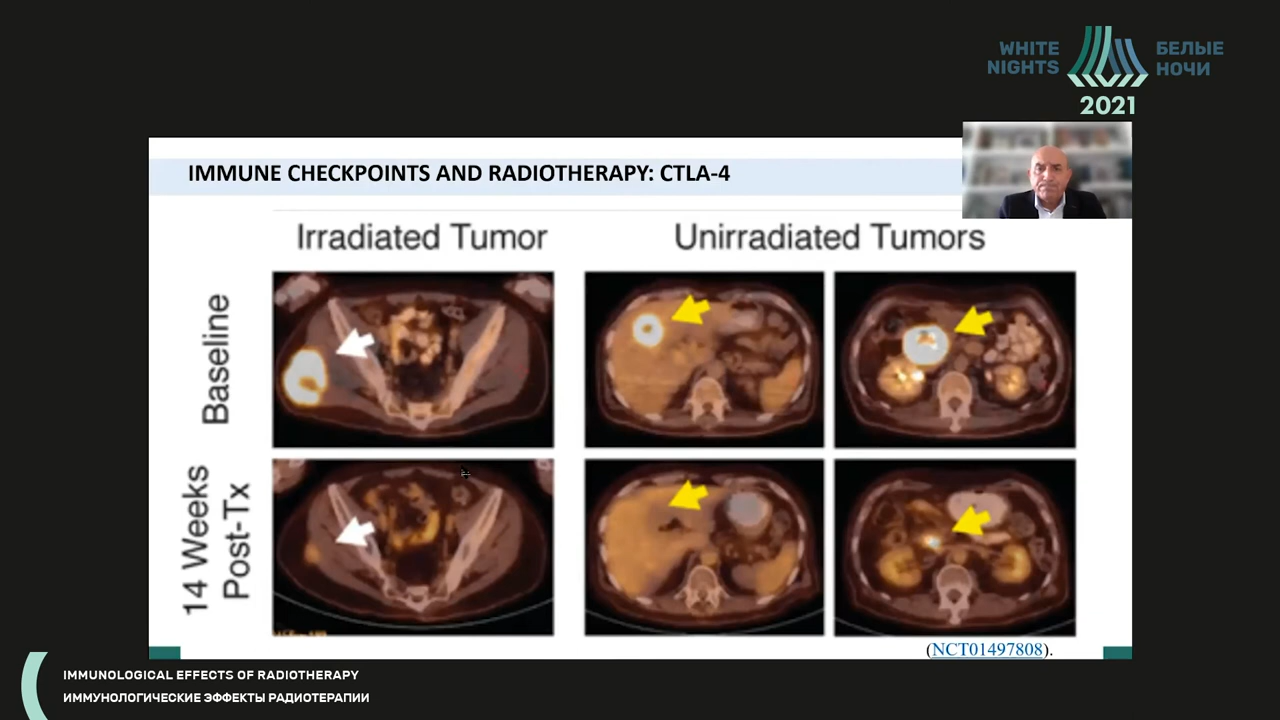 WHITE
NIGHTS
БЕЛЫЕ
НОЧИ
2021
IMMUNE CHECKPOINTS AND RADIOTHERAPY: CTLA-4
Irradiated Tumor
Unirradiated Tumors
Baseline
14 Weeks
Post-Tx
(NCT01497808).
IMMUNOLOGICAL EFFECTS OF RADIOTHERAPY
ИММУНОЛОГИЧЕСКИЕ ЭФФЕКТЫ РАДИОТЕРАПИИ